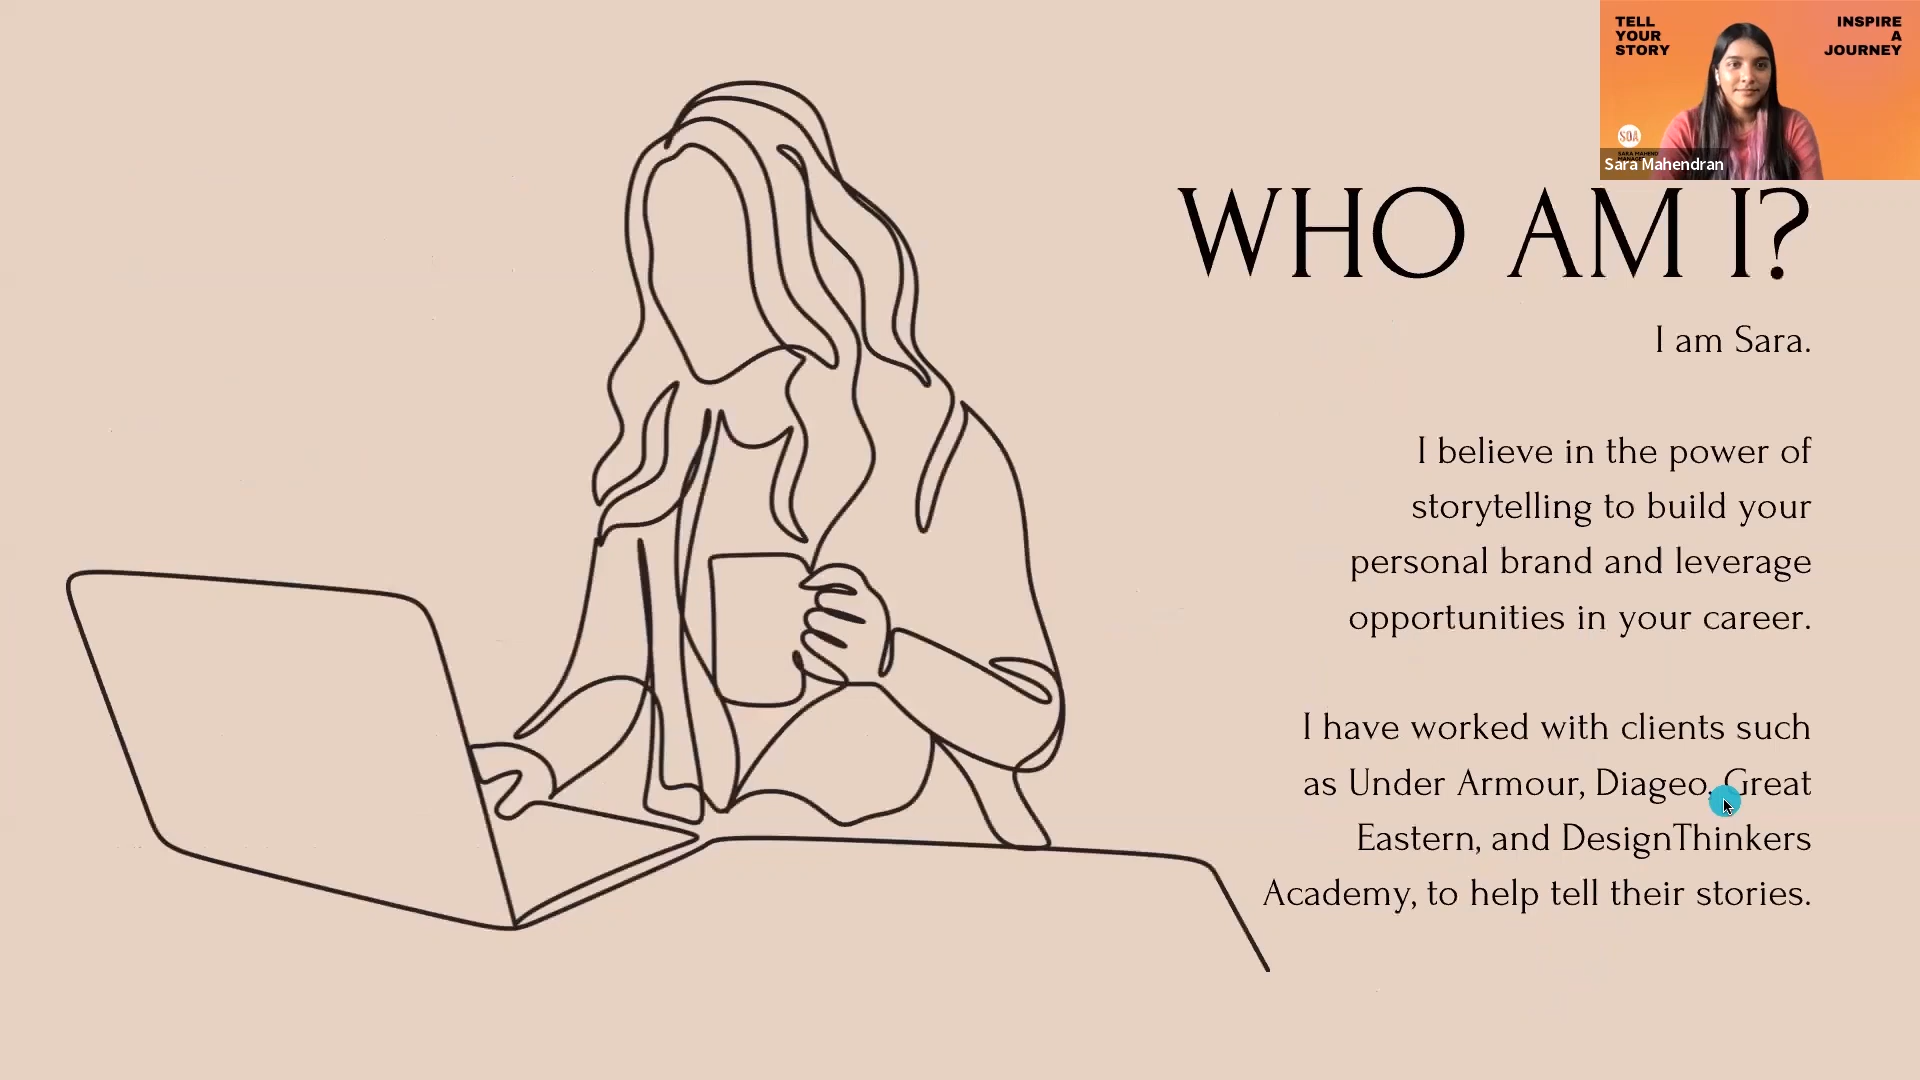 TELL
YOUR
STORY
INSPIRE
A
JOURNEY
SOA
Sara Mahendran
WHO AM I?
I am Sara.
I believe in the power of
storytelling to build your
personal brand and leverage
opportunities in your career.
I have worked with clients such
as Under Armour, Diageo, Great
Eastern, and DesignThinkers
Academy, to help tell their stories.